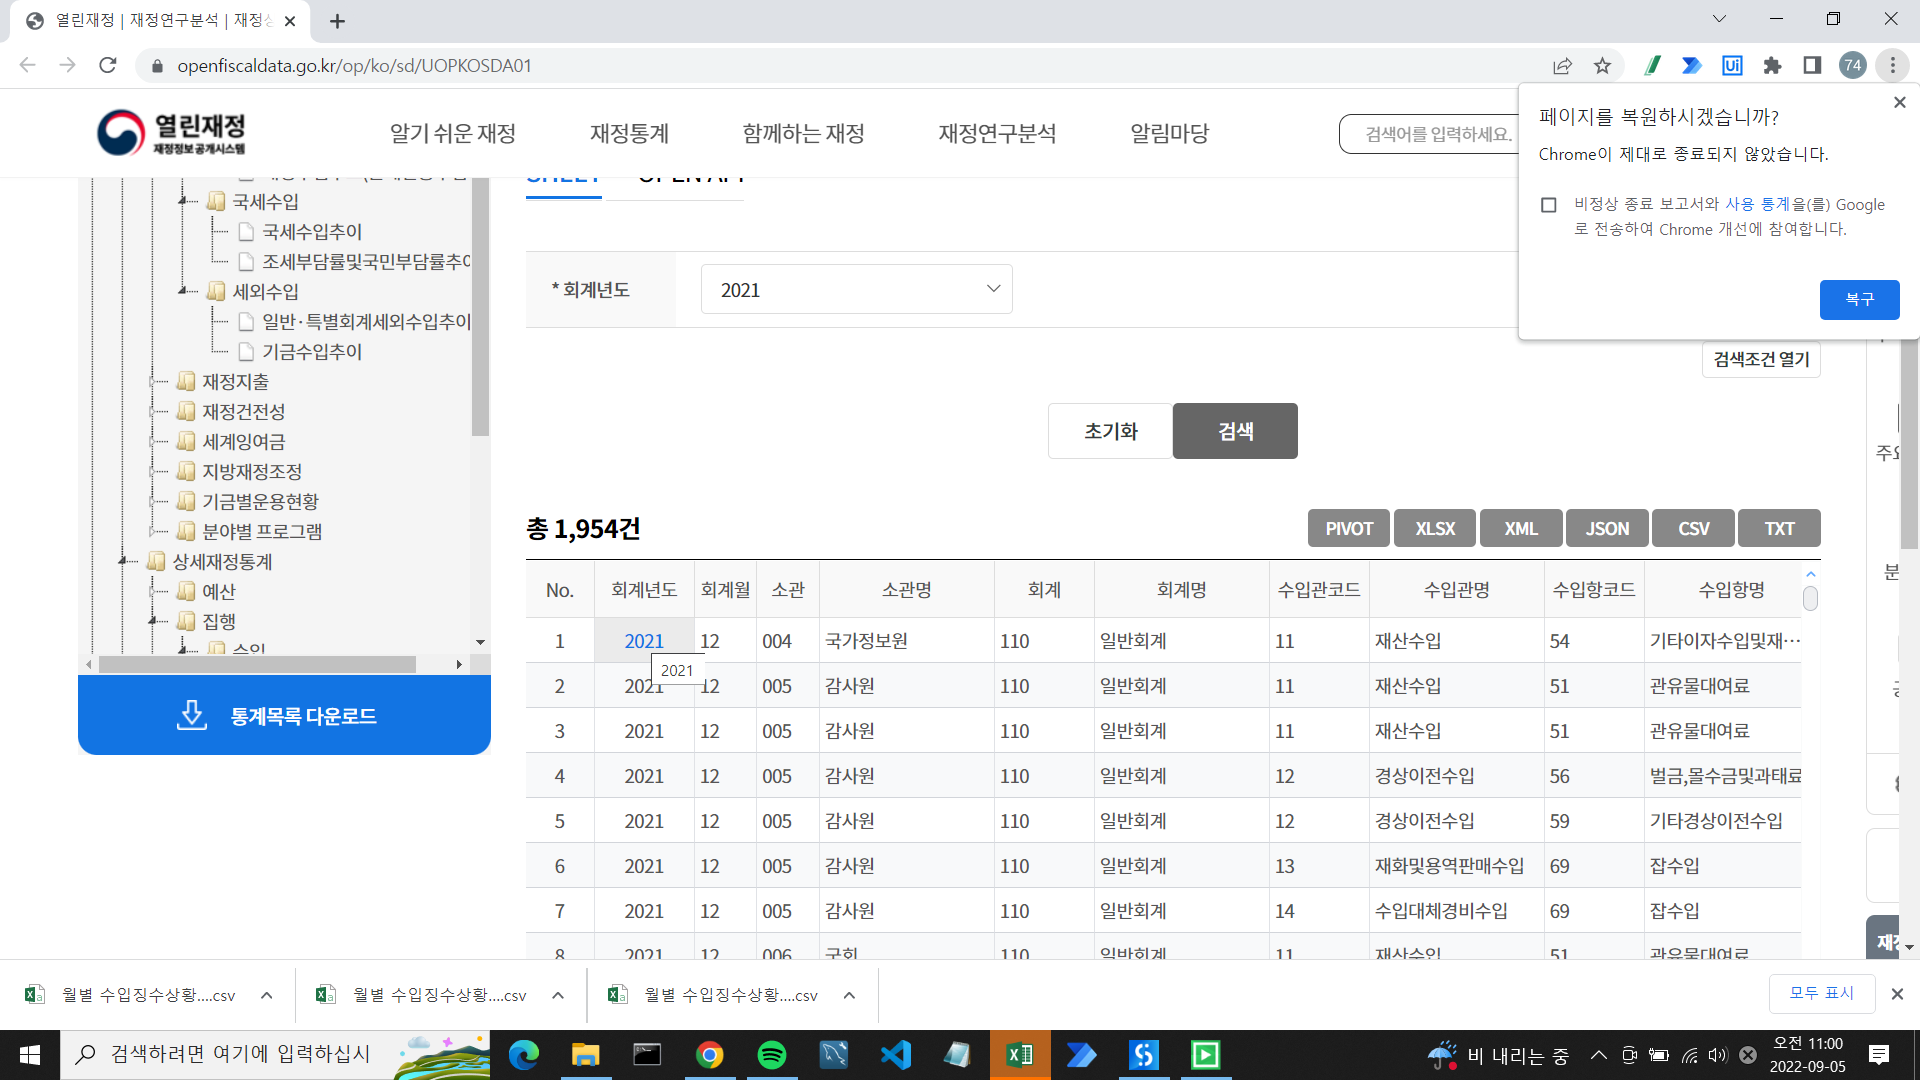 열린재정 | 재정연구분석 | 재정상
openfiscaldata.go.kr/op/ko/sd/UOPKOSDA01
74
열린재정
재정정보공개시스템
알기 쉬운 재정
재정통계
함께하는 재정
재정연구분석
알림마당
검색어를 입력하세요.
페이지를 복원하시겠습니까?
Chrome이 제대로 종료되지 않았습니다.
비정상 종료 보고서와 사용 통계을(를) Google
로 전송하여 Chrome 개선에 참여합니다.
복구
국세수입
국세수입추이
조세부담률및국민부담률추이
세외수입
일반·특별회계세외수입추이
기금수입추이
재정지출
재정건전성
세계잉여금
지방재정조정
기금별운용현황
분야별 프로그램
상세재정통계
예산
집행
수입
통계목록 다운로드
SHEET OPEN API
* 회계년도 2021
검색조건 열기
초기화 검색
총 1,954건
PIVOT XLSX XML JSON CSV TXT
No. 회계년도 회계월 소관 소관명 회계 회계명 수입관코드 수입관명 수입항코드 수입항명
1 2021 12 004 국가정보원 110 일반회계 11 재산수입 54 기타이자수입및재…
2021
2 2021 12 005 감사원 110 일반회계 11 재산수입 51 관유물대여료
3 2021 12 005 감사원 110 일반회계 11 재산수입 51 관유물대여료
4 2021 12 005 감사원 110 일반회계 12 경상이전수입 56 벌금,몰수금및과태료
5 2021 12 005 감사원 110 일반회계 12 경상이전수입 59 기타경상이전수입
6 2021 12 005 감사원 110 일반회계 13 재화및용역판매수입 69 잡수입
7 2021 12 005 감사원 110 일반회계 14 수입대체경비수입 69 잡수입
8 2021 12 006 국회 110 일반회계 11 재산수입 51 관유물대여료
주요
분
재정
월별 수입징수상황....csv
월별 수입징수상황....csv
월별 수입징수상황....csv
모두 표시
검색하려면 여기에 입력하십시
비 내리는 중
오전 11:00
2022-09-05